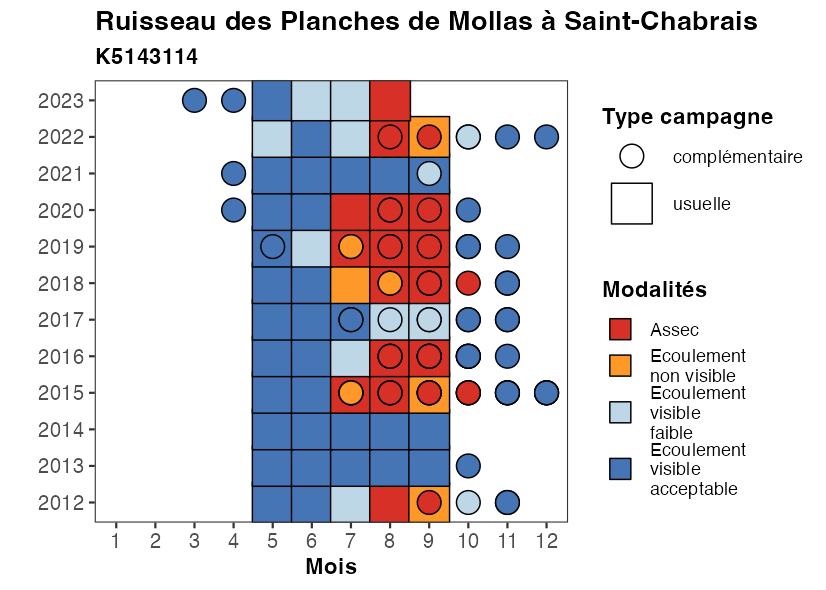 Ruisseau des Planches de Mollas à Saint-Chabrais
K5143114
2023
2022
2021
2020
2019
2018
2017
2016
2015
2014
2013
2012
1 2 3 4 5 6 7 8 9 10 11 12
Mois
Type campagne
complémentaire
usuelle
Modalités
Assec
Ecoulement
non visible
Ecoulement
visible
faible
Ecoulement
visible
acceptable